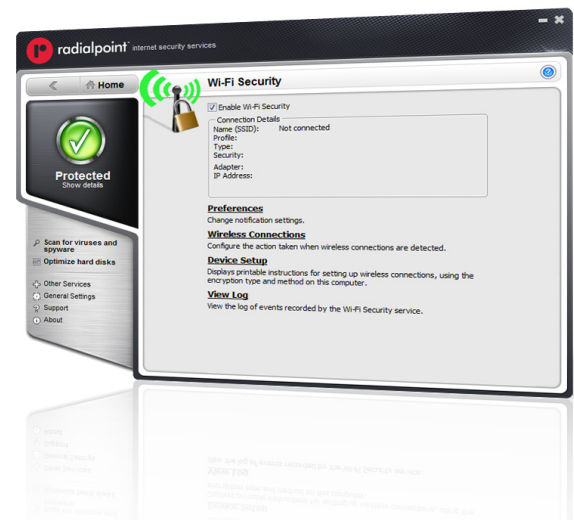 radialpoint internet security services
Home
Wi-Fi Security
Enable Wi-Fi Security
Connection Details
Name (SSID): Not connected
Profile:
Type:
Security:
Adapter:
IP Address:
Protected
Show details
Preferences
Change notification settings.
Wireless Connections
Configure the action taken when wireless connections are detected.
Device Setup
Displays printable instructions for setting up wireless connections, using the
encryption type and method on this computer.
View Log
View the log of events recorded by the Wi-Fi Security service.
Scan for viruses and
spyware
Optimize hard disks
Other Services
General Settings
Support
About